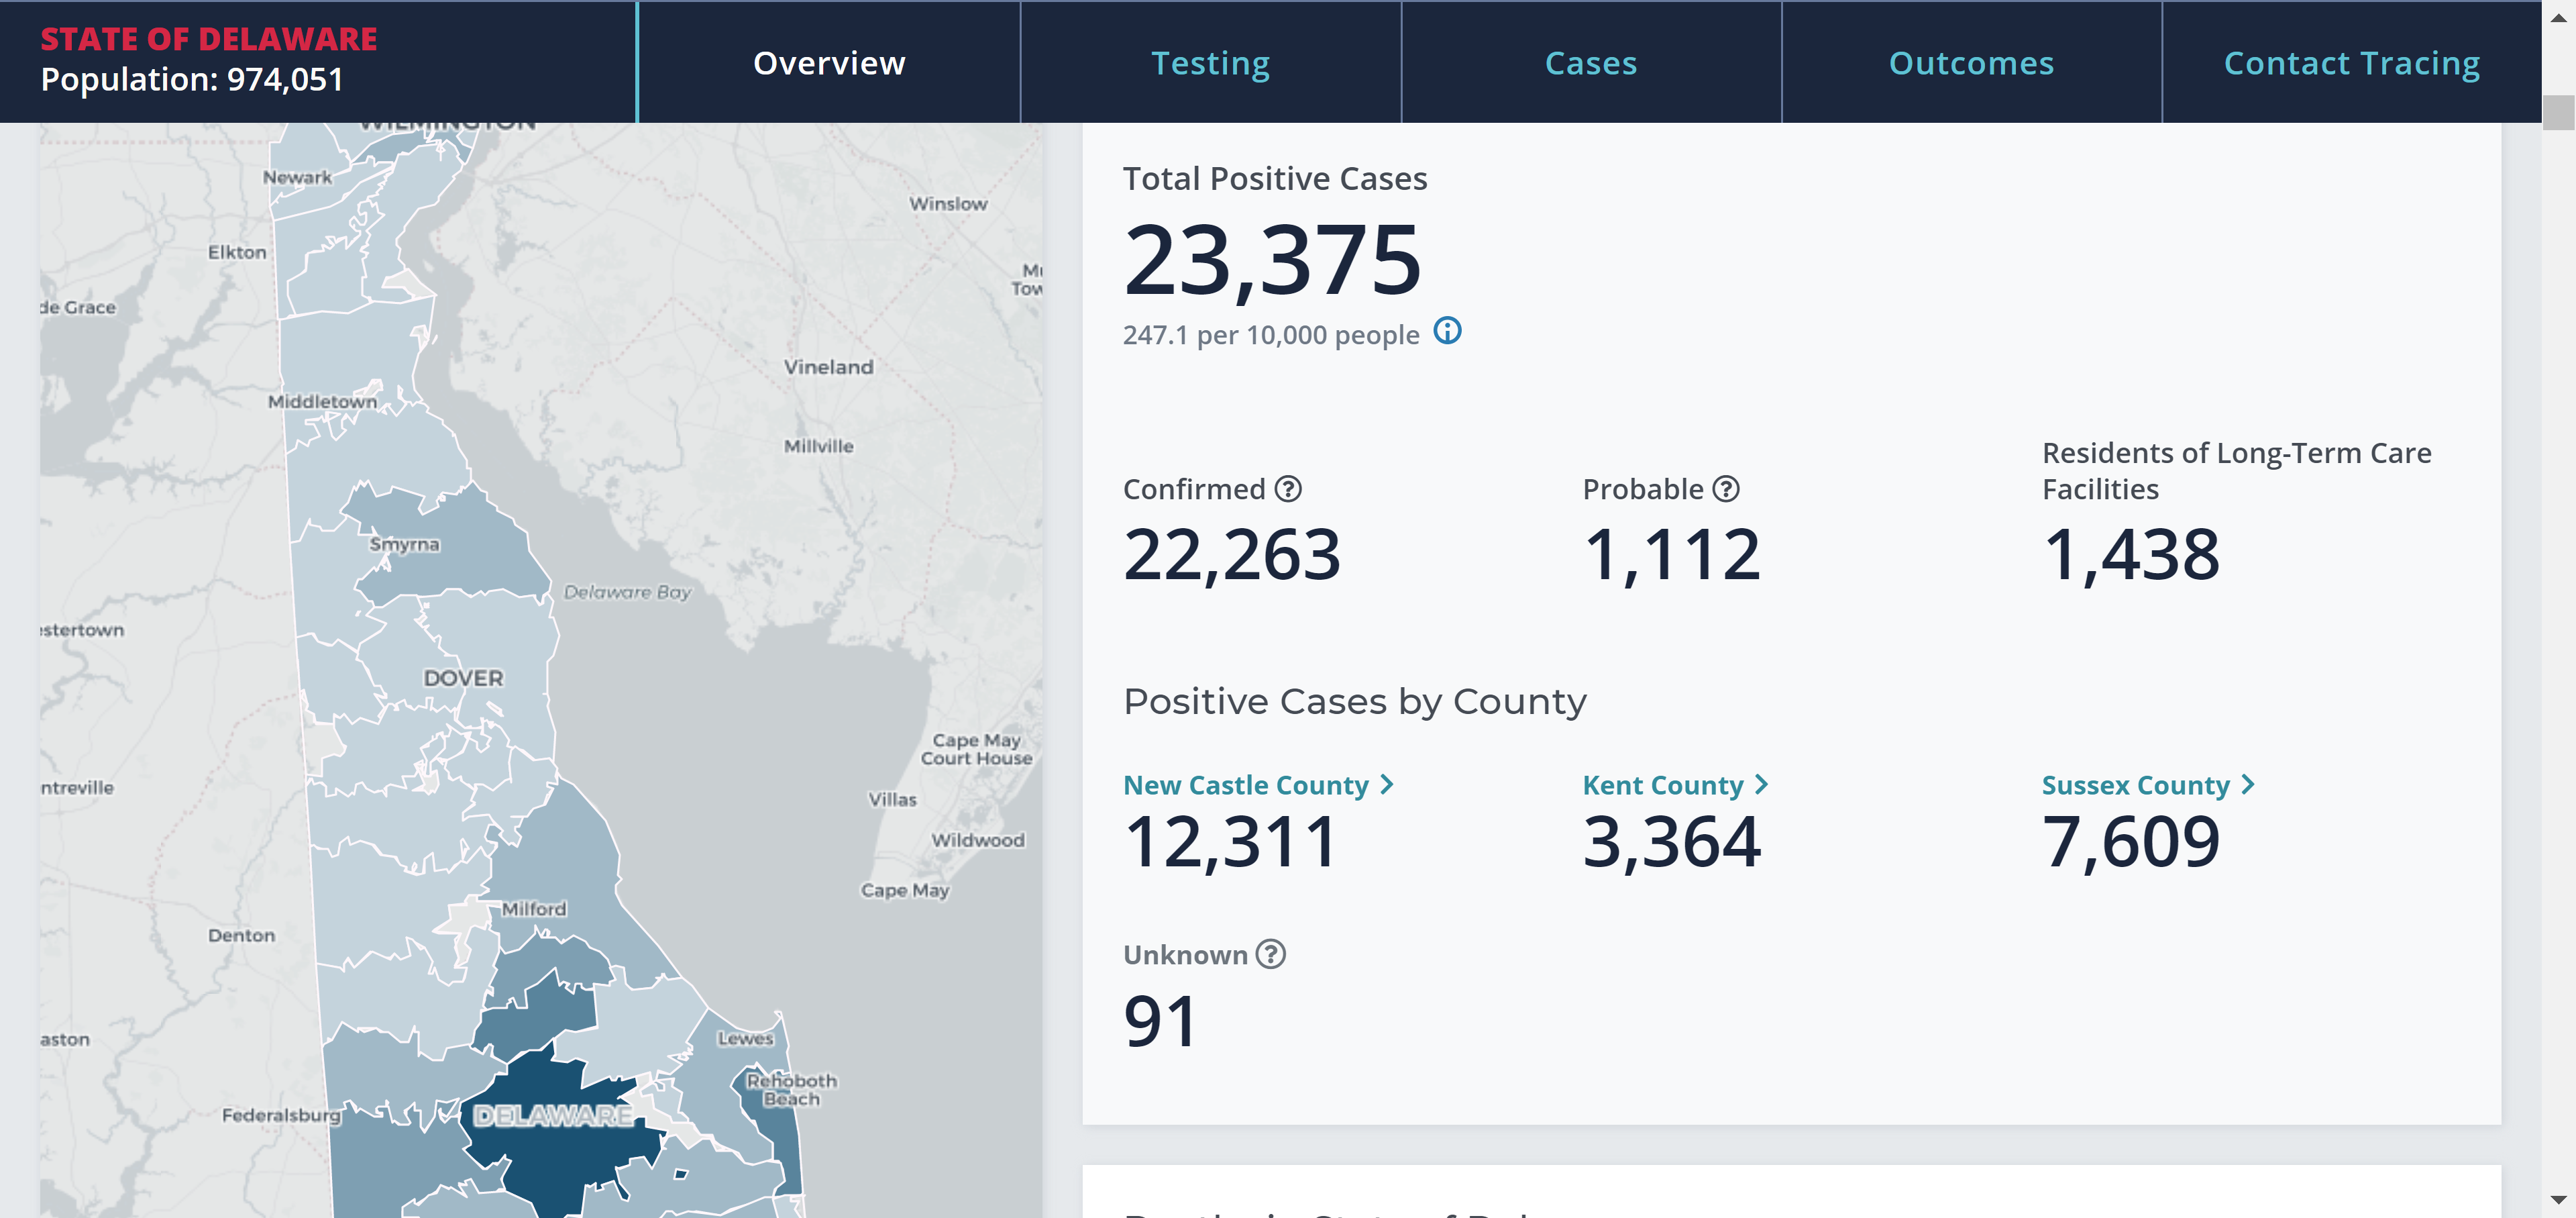 STATE OF DELAWARE
Population: 974,051
Overview
Testing
Cases
Outcomes
Contact Tracing
WILMINGTON
Newark
Winslow
Elkton
de Grace
Vineland
Middletown
Millville
Smyrna
Delaware Bay
stertown
DOVER
Cape May
Court House
ntreville
Villas
Wildwood
Cape May
Milford
Denton
aston
Lewes
Rehoboth
Beach
Federalsburg
DELAWARE
Total Positive Cases
23,375
247.1 per 10,000 people
Confirmed
22,263
Probable
1,112
Residents of Long-Term Care
Facilities
1,438
Positive Cases by County
New Castle County
12,311
Kent County
3,364
Sussex County
7,609
Unknown
91